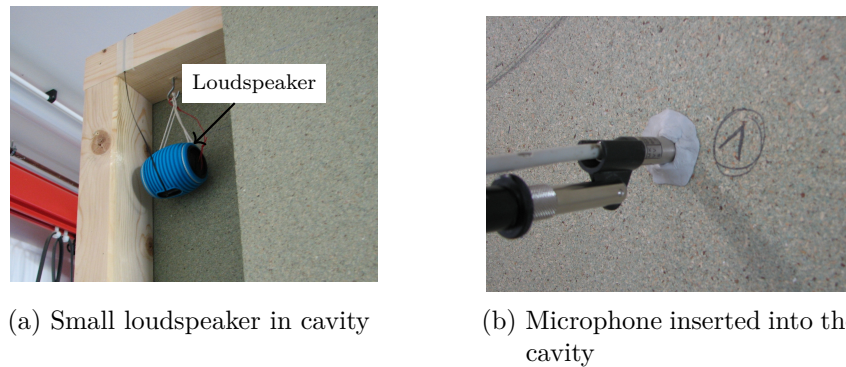 Loudspeaker
1
(a) Small loudspeaker in cavity
(b) Microphone inserted into th
cavity